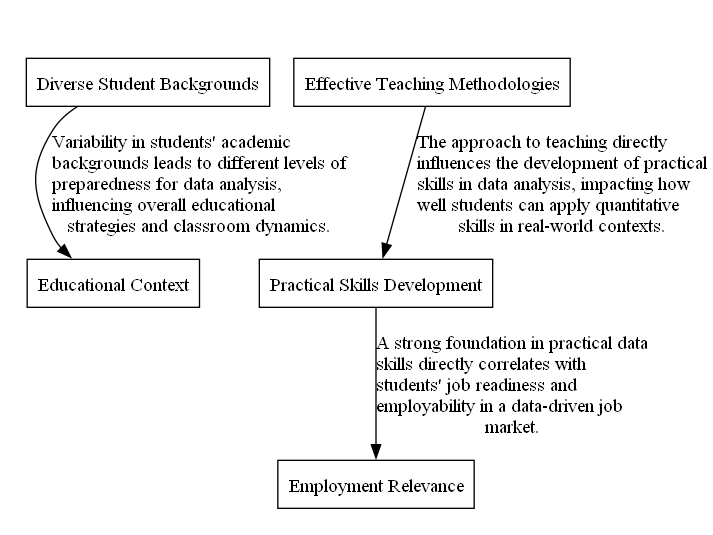 Diverse Student Backgrounds
Effective Teaching Methodologies
Variability in students' academic
backgrounds leads to different levels of
preparedness for data analysis,
influencing overall educational
strategies and classroom dynamics.
The approach to teaching directly
influences the development of practical
skills in data analysis, impacting how
well students can apply quantitative
skills in real-world contexts.
Educational Context
Practical Skills Development
A strong foundation in practical data
skills directly correlates with
students' job readiness and
employability in a data-driven job
market.
Employment Relevance